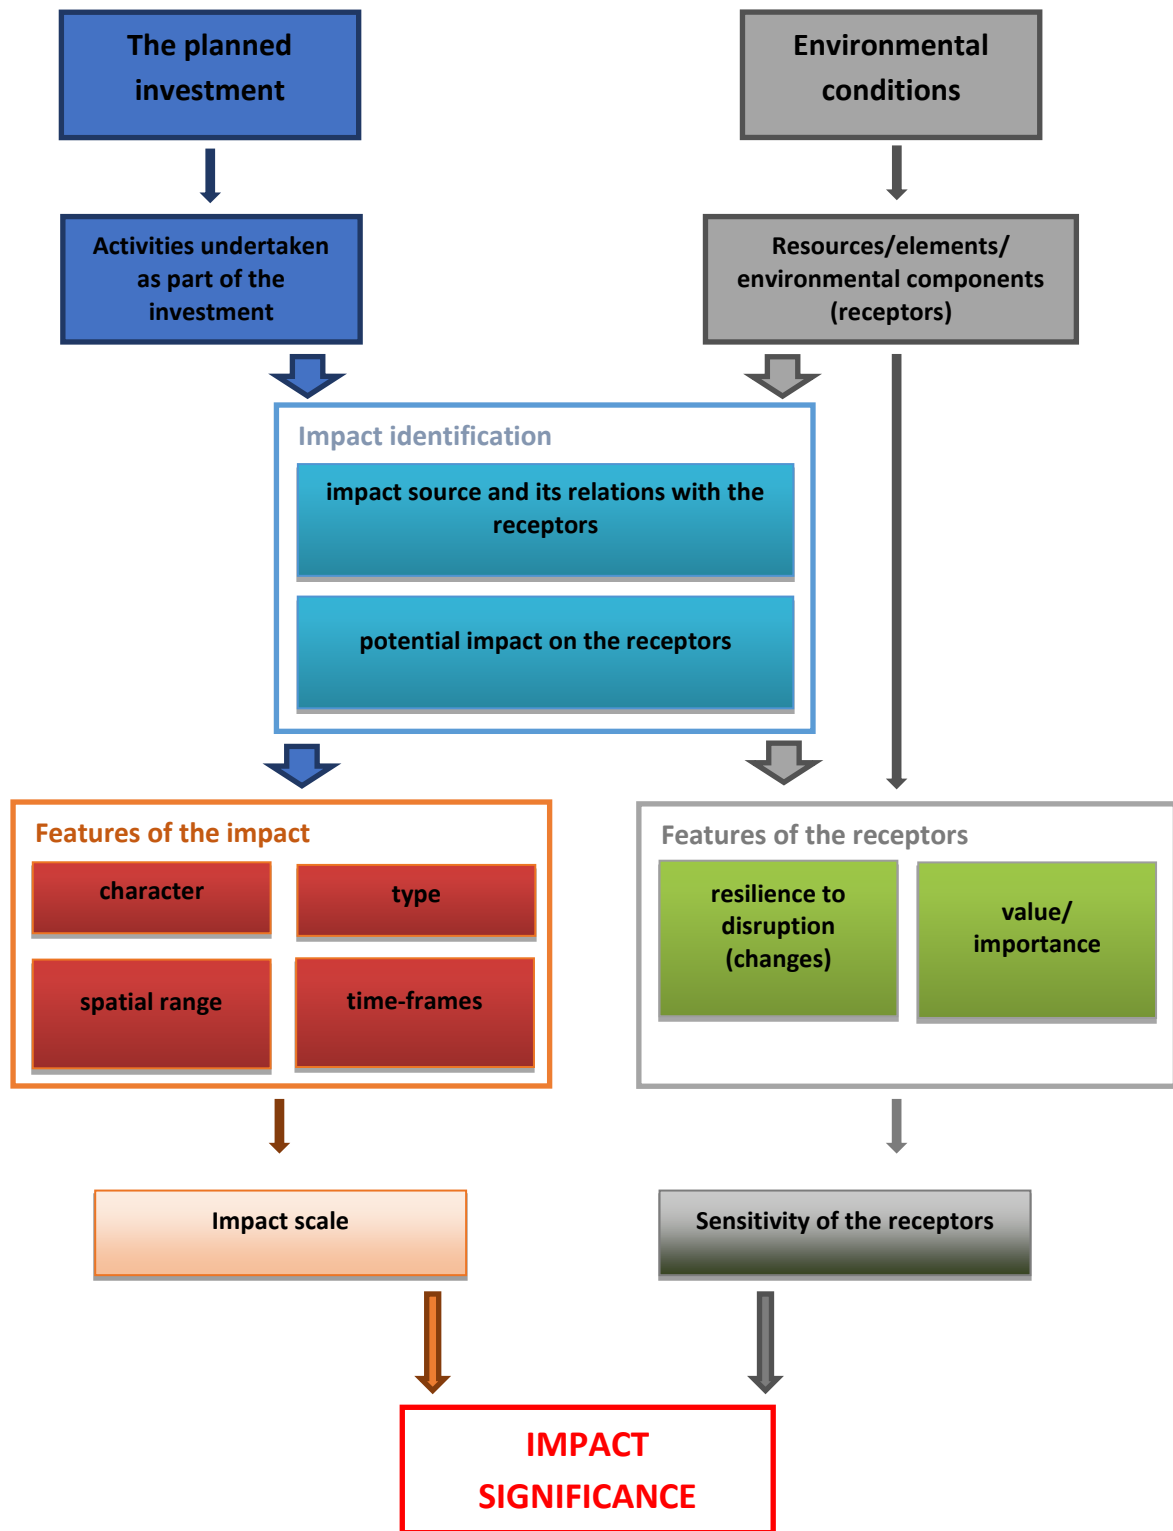 The planned
investment
Environmental
conditions
Activities undertaken
as part of the
investment
Resources/elements/
environmental components
(receptors)
Impact identification
impact source and its relations with the
receptors
potential impact on the receptors
Features of the impact
character
type
spatial range
time-frames
Features of the receptors
resilience to
disruption
(changes)
value/
importance
Impact scale
Sensitivity of the receptors
IMPACT
SIGNIFICANCE